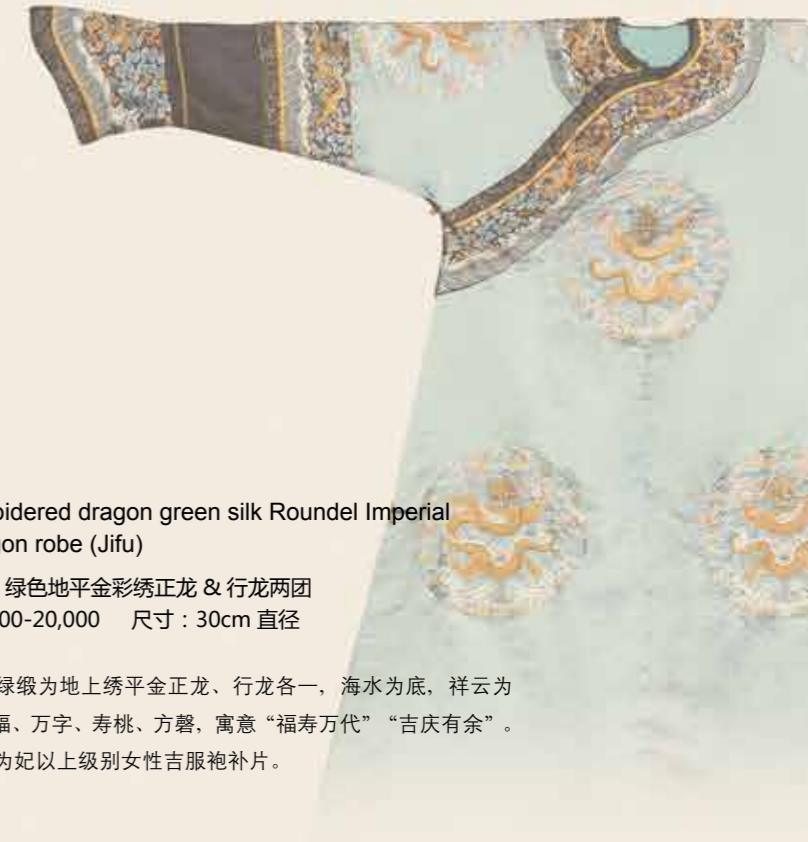 idered dragon green silk Roundel Imperial
on robe (Jifu)
绿色地平金彩绣正龙 & 行龙两团
00-20,000 尺寸：30cm 直径
绿缎为地上绣平金正龙、行龙各一，海水为底，祥云为
福、万字、寿桃、方磬，寓意“福寿万代”“吉庆有余”。
为妃以上级别女性吉服袍补片。